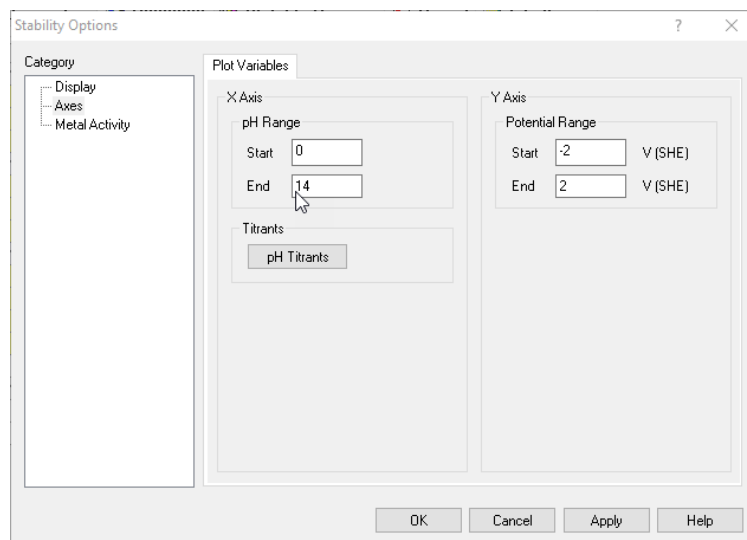 Stability Options
Category
Display
Axes
Metal Activity
Plot Variables
X Axis
pH Range
Start 0
End 14
Titrants
pH Titrants
Y Axis
Potential Range
Start -2 V (SHE)
End 2 V (SHE)
OK Cancel Apply Help